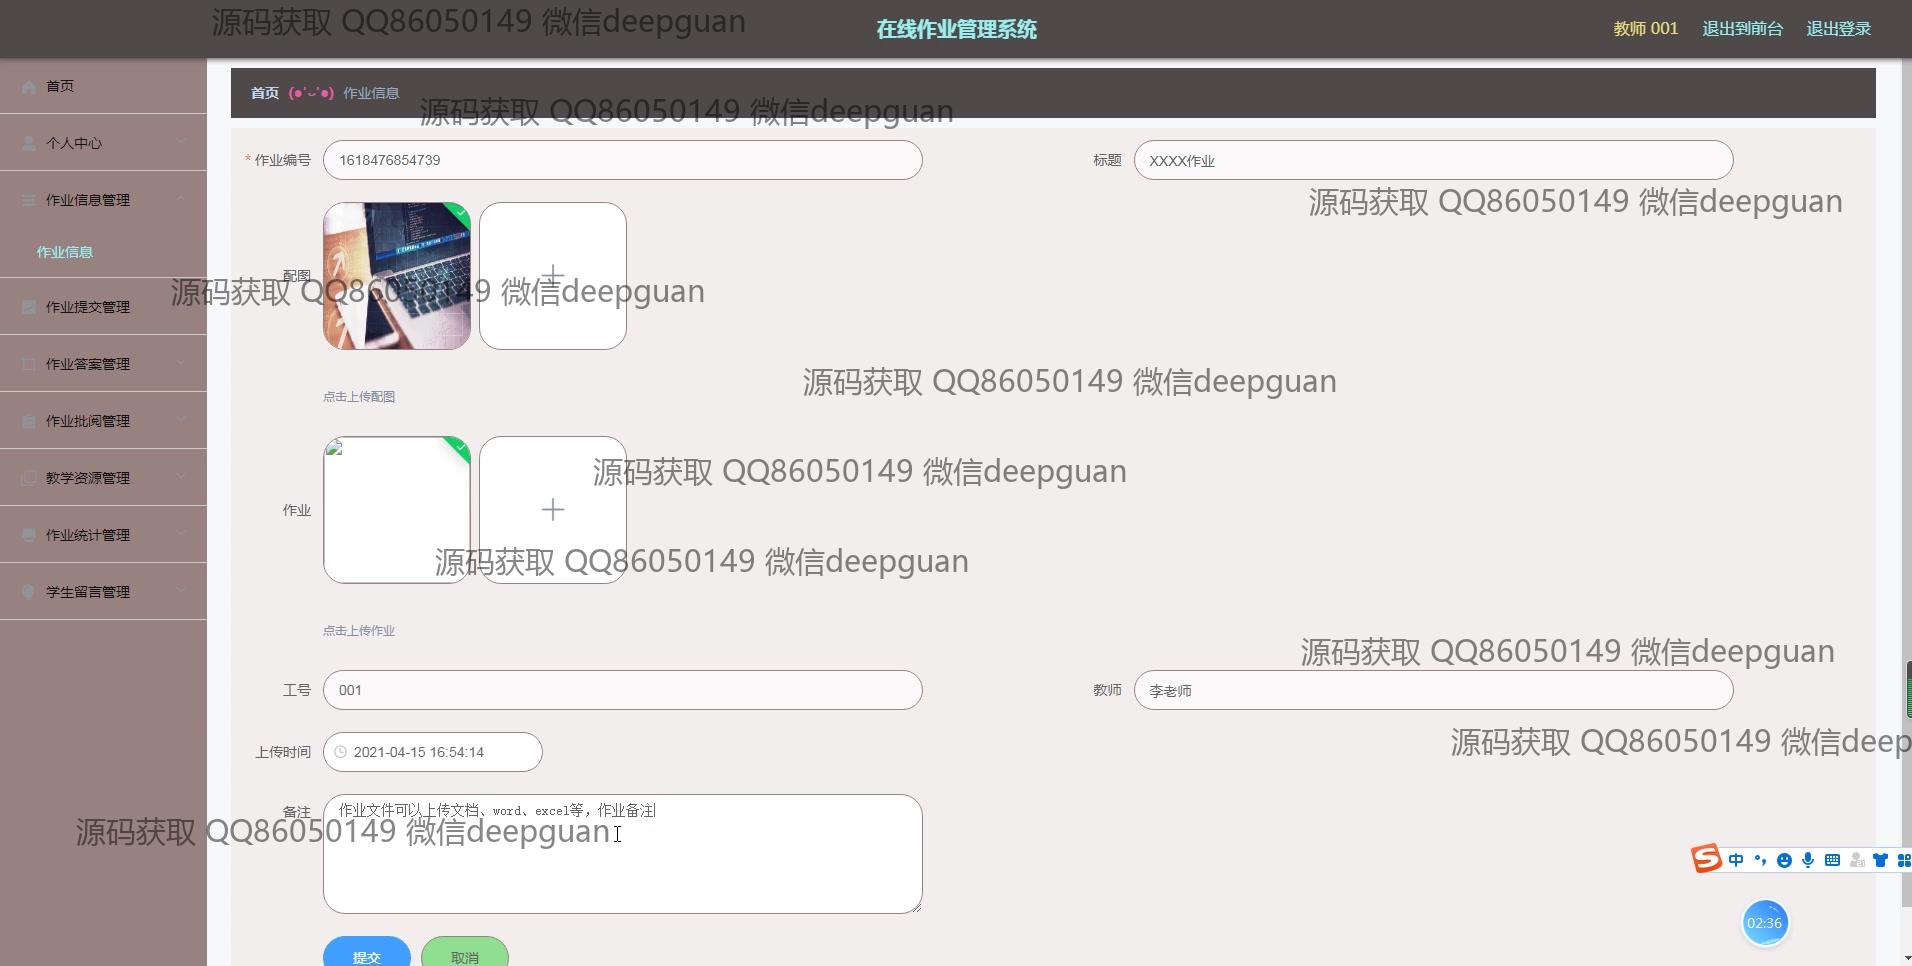 源码获取 QQ86050149 微信deepguan
在线作业管理系统
教师 001 退出到前台 退出登录
首页
首页 (●'◡'●) 作业信息
源码获取 QQ86050149 微信deepguan
个人中心
* 作业编号 1618476854739
标题 XXXX作业
作业信息管理
源码获取 QQ86050149 微信deepguan
作业信息
配图
源码获取 QQ86050149 微信deepguan
作业提交管理
作业答案管理
源码获取 QQ86050149 微信deepguan
点击上传配图
作业批阅管理
源码获取 QQ86050149 微信deepguan
教学资源管理
作业
作业统计管理
源码获取 QQ86050149 微信deepguan
学生留言管理
点击上传作业
源码获取 QQ86050149 微信deepguan
工号 001
教师 李老师
源码获取 QQ86050149 微信deep
上传时间 2021-04-15 16:54:14
备注 作业文件可以上传文档、word、excel等，作业备注
源码获取 QQ86050149 微信deepguan
中
02:36
提交 取消